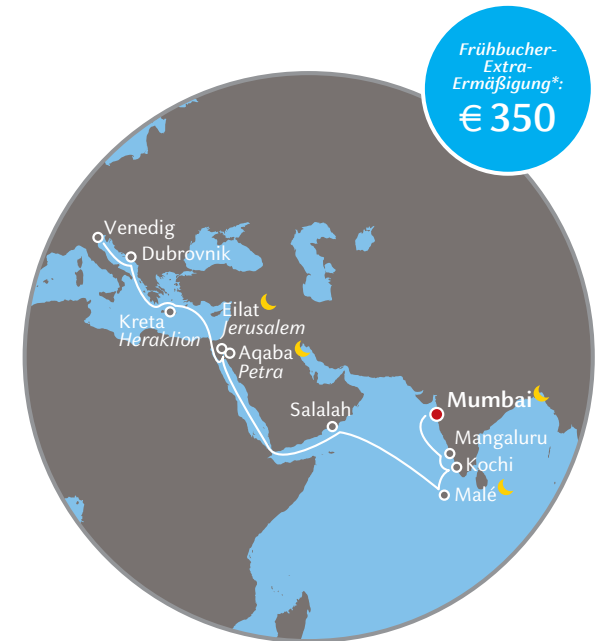 Frühbucher-
Extra-
Ermäßigung*:
€ 350
Venedig
Dubrovnik
Kreta
Heraklion
Eilat
Jerusalem
Aqaba
Petra
Salalah
Mumbai
Mangaluru
Kochi
Malé